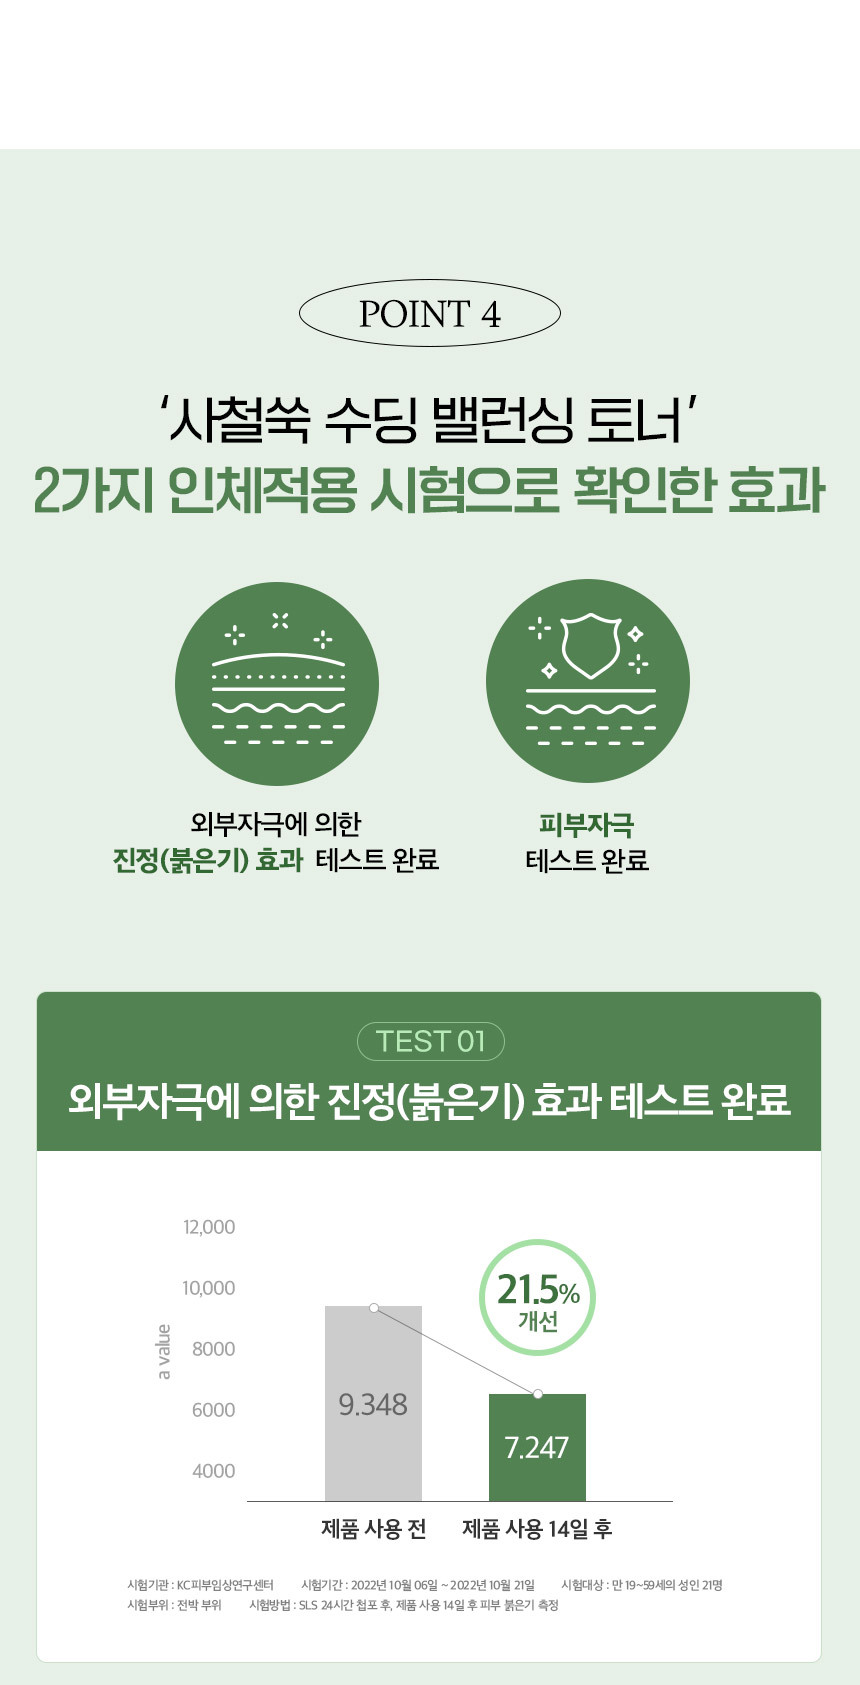 POINT 4
‘사철쑥 수딩 밸런싱 토너’
2가지 인체적용 시험으로 확인한 효과
외부자극에 의한
진정(붉은기) 효과 테스트 완료
피부자극
테스트 완료
TEST 01
외부자극에 의한 진정(붉은기) 효과 테스트 완료
12,000
10,000
8000
6000
4000
a value
9.348
21.5%
개선
7.247
제품 사용 전
제품 사용 14일 후
시험기관 : KC피부임상연구센터 시험기간 : 2022년 10월 06일 ~ 2022년 10월 21일 시험대상 : 만 19~59세의 성인 21명
시험부위 : 전박 부위 시험방법 : SLS 24시간 첩포 후, 제품 사용 14일 후 피부 붉은기 측정